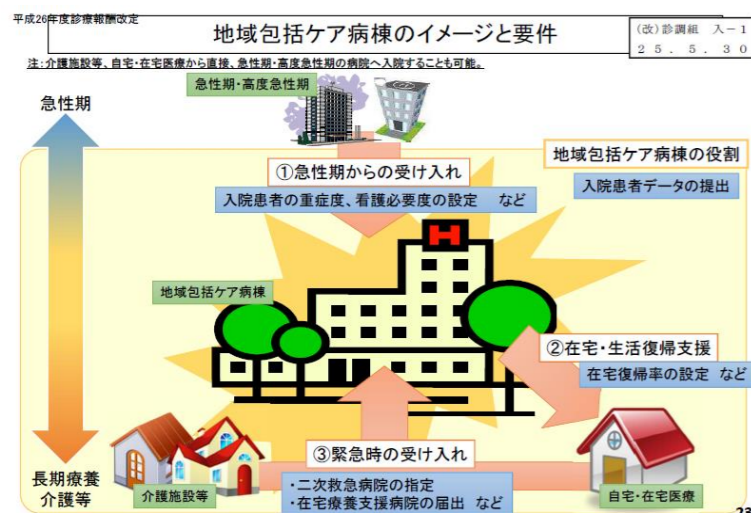 平成26年度診療報酬改定
地域包括ケア病棟のイメージと要件
(改)診調組 入－1
２５．５．３０
注:介護施設等、自宅・在宅医療から直接、急性期・高度急性期の病院へ入院することも可能。
急性期・高度急性期
急性期
①急性期からの受け入れ
入院患者の重症度、看護必要度の設定 など
地域包括ケア病棟の役割
入院患者データの提出
H
地域包括ケア病棟
②在宅・生活復帰支援
在宅復帰率の設定 など
長期療養
介護等
介護施設等
③緊急時の受け入れ
・二次救急病院の指定
・在宅療養支援病院の届出 など
自宅・在宅医療
23